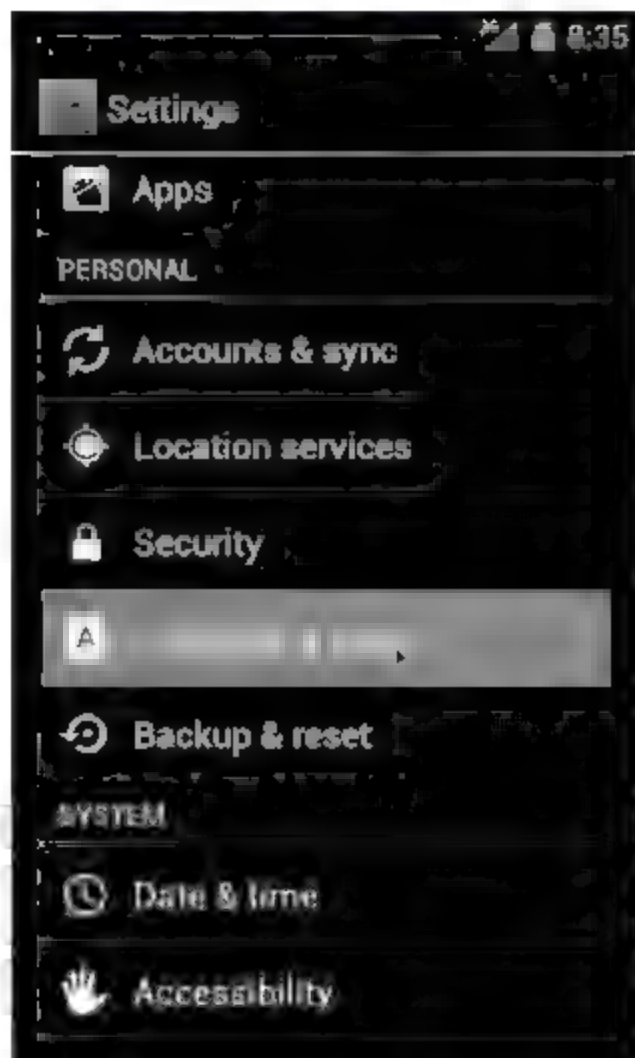 8:35
Settings
Apps
PERSONAL
Accounts & sync
Location services
Security
A
Backup & reset
SYSTEM
Date & time
Accessibility